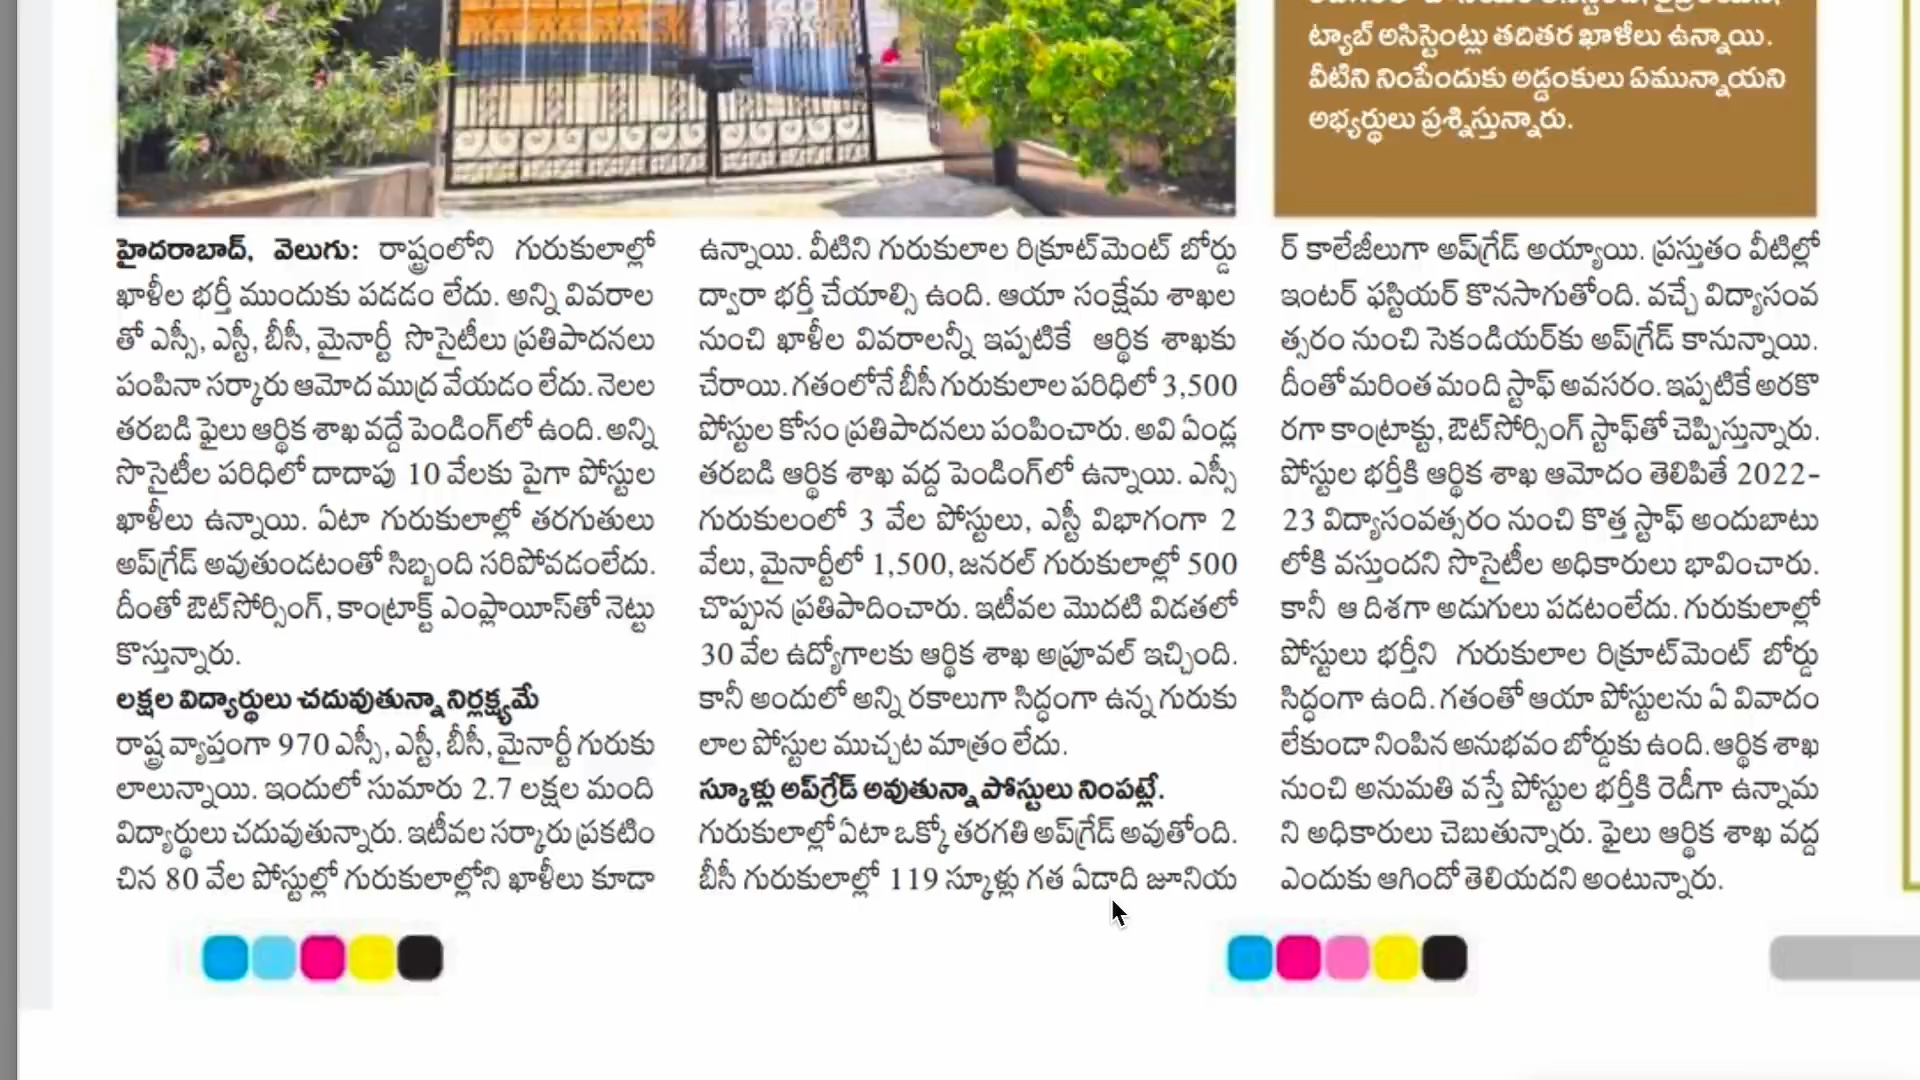 ట్యాబ్ అసిస్టెంట్లు తదితర ఖాళీలు ఉన్నాయి.
వీటిని నింపేందుకు అడ్డంకులు ఏమున్నాయని
అభ్యర్థులు ప్రశ్నిస్తున్నారు.
హైదరాబాద్, వెలుగు: రాష్ట్రంలోని గురుకులాల్లో
ఖాళీల భర్తీ ముందుకు పడడం లేదు. అన్ని వివరాల
తో ఎస్సీ, ఎస్టీ, బీసీ, మైనార్టీ సొసైటీలు ప్రతిపాదనలు
పంపినా సర్కారు ఆమోద ముద్ర వేయడం లేదు. నెలల
తరబడి ఫైలు ఆర్థిక శాఖ వద్దే పెండింగ్‌లో ఉంది. అన్ని
సొసైటీల పరిధిలో దాదాపు 10 వేలకు పైగా పోస్టుల
ఖాళీలు ఉన్నాయి. ఏటా గురుకులాల్లో తరగుతులు
అప్‌గ్రేడ్ అవుతుండటంతో సిబ్బంది సరిపోవడంలేదు.
దీంతో ఔట్ సోర్సింగ్, కాంట్రాక్ట్ ఎంప్లాయీస్‌తో నెట్టు
కొస్తున్నారు.
లక్షల విద్యార్థులు చదువుతున్నా నిర్లక్ష్యమే
రాష్ట్ర వ్యాప్తంగా 970 ఎస్సీ, ఎస్టీ, బీసీ, మైనార్టీ గురుకు
లాలున్నాయి. ఇందులో సుమారు 2.7 లక్షల మంది
విద్యార్థులు చదువుతున్నారు. ఇటీవల సర్కారు ప్రకటిం
చిన 80 వేల పోస్టుల్లో గురుకులాల్లోని ఖాళీలు కూడా
ఉన్నాయి. వీటిని గురుకులాల రిక్రూట్‌మెంట్ బోర్డు
ద్వారా భర్తీ చేయాల్సి ఉంది. ఆయా సంక్షేమ శాఖల
నుంచి ఖాళీల వివరాలన్నీ ఇప్పటికే ఆర్థిక శాఖకు
చేరాయి. గతంలోనే బీసీ గురుకులాల పరిధిలో 3,500
పోస్టుల కోసం ప్రతిపాదనలు పంపించారు. అవి ఏండ్ల
తరబడి ఆర్థిక శాఖ వద్ద పెండింగ్‌లో ఉన్నాయి. ఎస్సీ
గురుకులంలో 3 వేల పోస్టులు, ఎస్టీ విభాగంగా 2
వేలు, మైనార్టీలో 1,500, జనరల్ గురుకులాల్లో 500
చొప్పున ప్రతిపాదించారు. ఇటీవల మొదటి విడతలో
30 వేల ఉద్యోగాలకు ఆర్థిక శాఖ అప్రూవల్ ఇచ్చింది.
కానీ అందులో అన్ని రకాలుగా సిద్ధంగా ఉన్న గురుకు
లాల పోస్టుల ముచ్చట మాత్రం లేదు.
స్కూళ్లు అప్‌గ్రేడ్ అవుతున్నా పోస్టులు నింపట్లే.
గురుకులాల్లో ఏటా ఒక్కో తరగతి అప్‌గ్రేడ్ అవుతోంది.
బీసీ గురుకులాల్లో 119 స్కూళ్లు గత ఏడాది జూనియ
ర్ కాలేజీలుగా అప్‌గ్రేడ్ అయ్యాయి. ప్రస్తుతం వీటిల్లో
ఇంటర్ ఫస్టియర్ కొనసాగుతోంది. వచ్చే విద్యాసంవ
త్సరం నుంచి సెకండియర్‌కు అప్‌గ్రేడ్ కానున్నాయి.
దీంతో మరింత మంది స్టాఫ్ అవసరం. ఇప్పటికే అరకొ
రగా కాంట్రాక్టు, ఔట్ సోర్సింగ్ స్టాఫ్‌తో చెప్పిస్తున్నారు.
పోస్టుల భర్తీకి ఆర్థిక శాఖ ఆమోదం తెలిపితే 2022-
23 విద్యాసంవత్సరం నుంచి కొత్త స్టాఫ్ అందుబాటు
లోకి వస్తుందని సొసైటీల అధికారులు భావించారు.
కానీ ఆ దిశగా అడుగులు పడటంలేదు. గురుకులాల్లో
పోస్టులు భర్తీని గురుకులాల రిక్రూట్‌మెంట్ బోర్డు
సిద్ధంగా ఉంది. గతంతో ఆయా పోస్టులను ఏ వివాదం
లేకుండా నింపిన అనుభవం బోర్డుకు ఉంది. ఆర్థిక శాఖ
నుంచి అనుమతి వస్తే పోస్టుల భర్తీకి రెడీగా ఉన్నామ
ని అధికారులు చెబుతున్నారు. ఫైలు ఆర్థిక శాఖ వద్ద
ఎందుకు ఆగిందో తెలియదని అంటున్నారు.